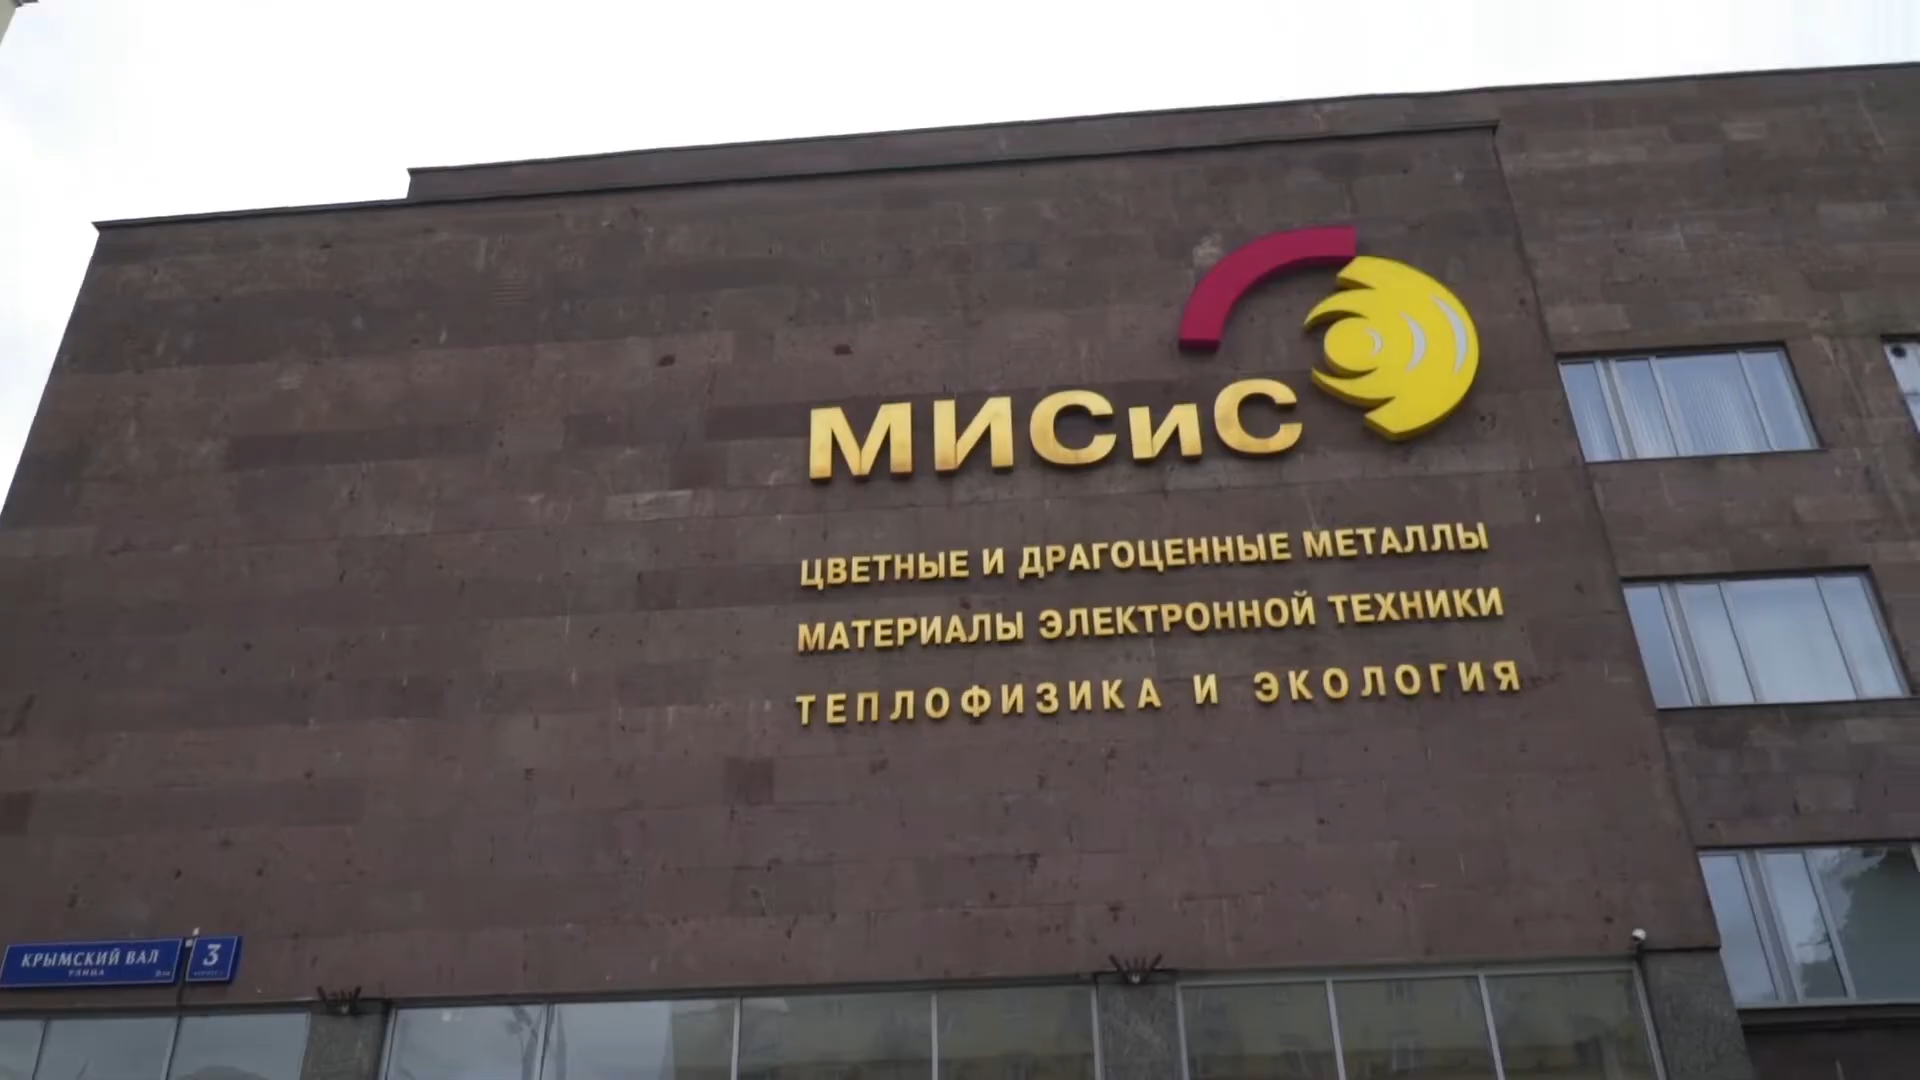 МИСиС
ЦВЕТНЫЕ И ДРАГОЦЕННЫЕ МЕТАЛЛЫ
МАТЕРИАЛЫ ЭЛЕКТРОННОЙ ТЕХНИКИ
ТЕПЛОФИЗИКА И ЭКОЛОГИЯ
КРЫМСКИЙ ВАЛ
УЛИЦА
3